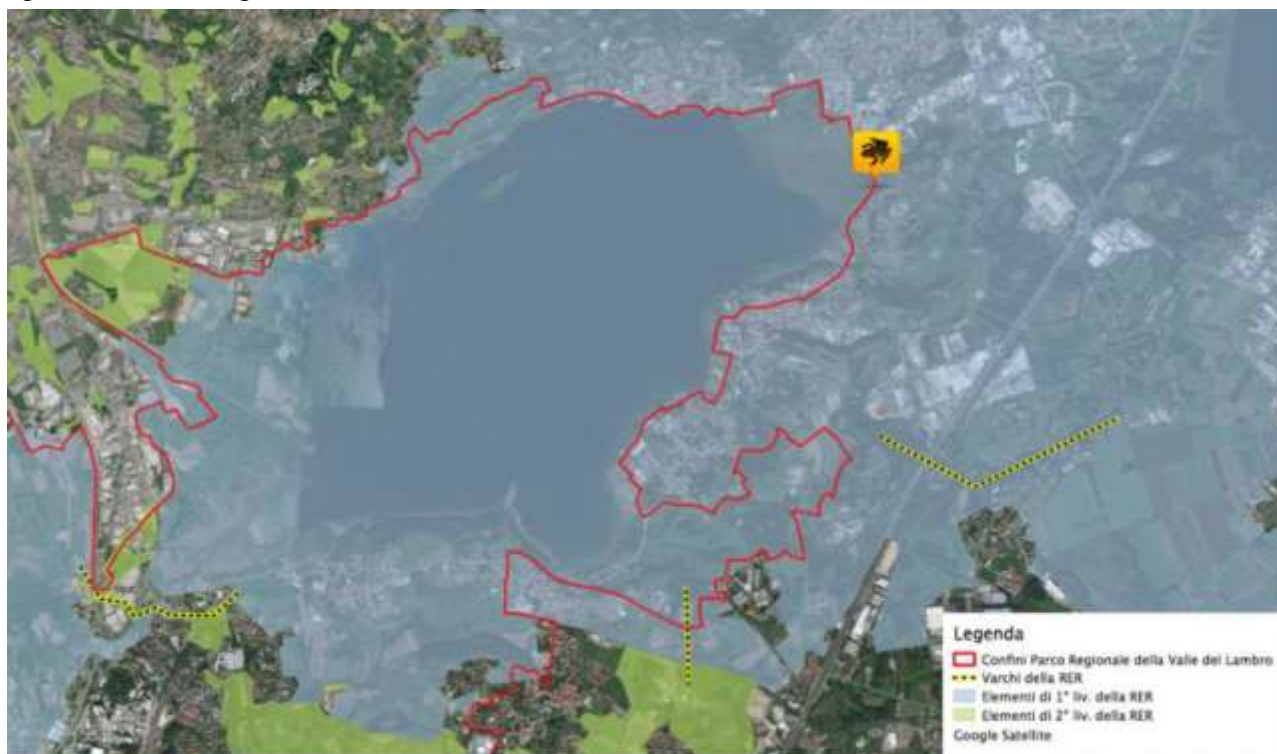 Legenda
Confini Parco Regionale della Valle del Lambro
Varchi della RER
Elementi di 1° liv. della RER
Elementi di 2° liv. della RER
Google Satellite